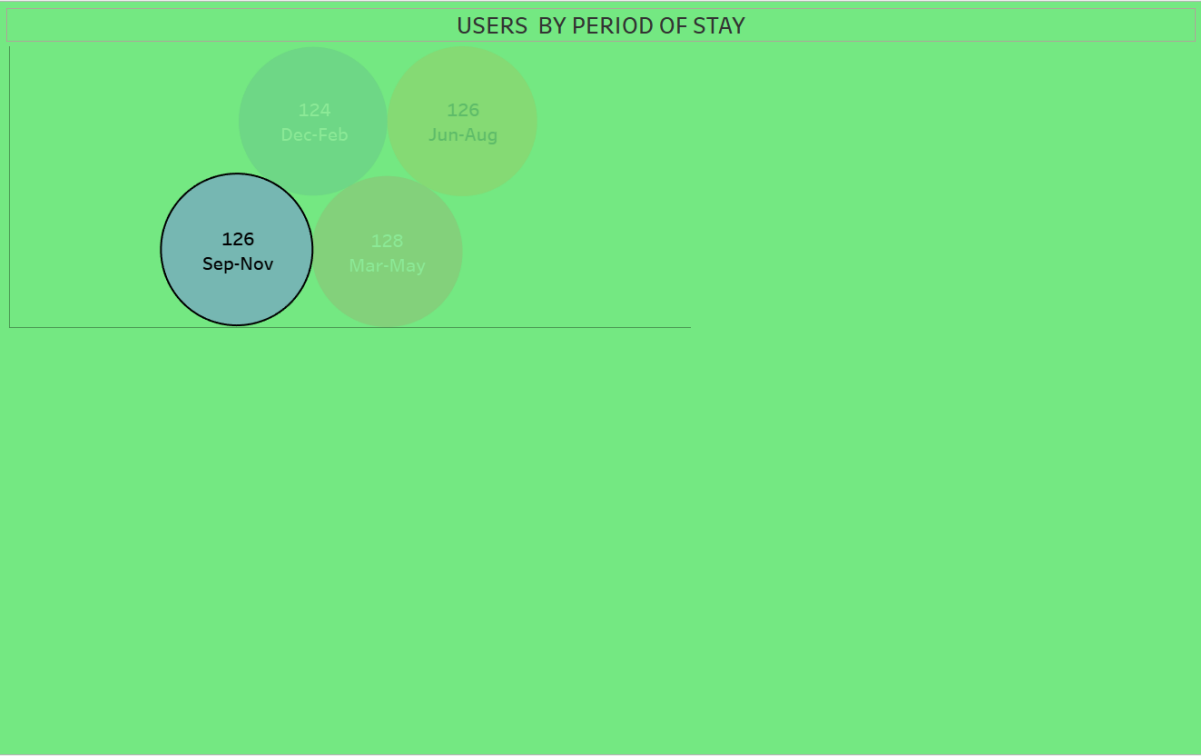 USERS  BY PERIOD OF STAY
124
Dec-Feb
126
Jun-Aug
126
Sep-Nov
128
Mar-May